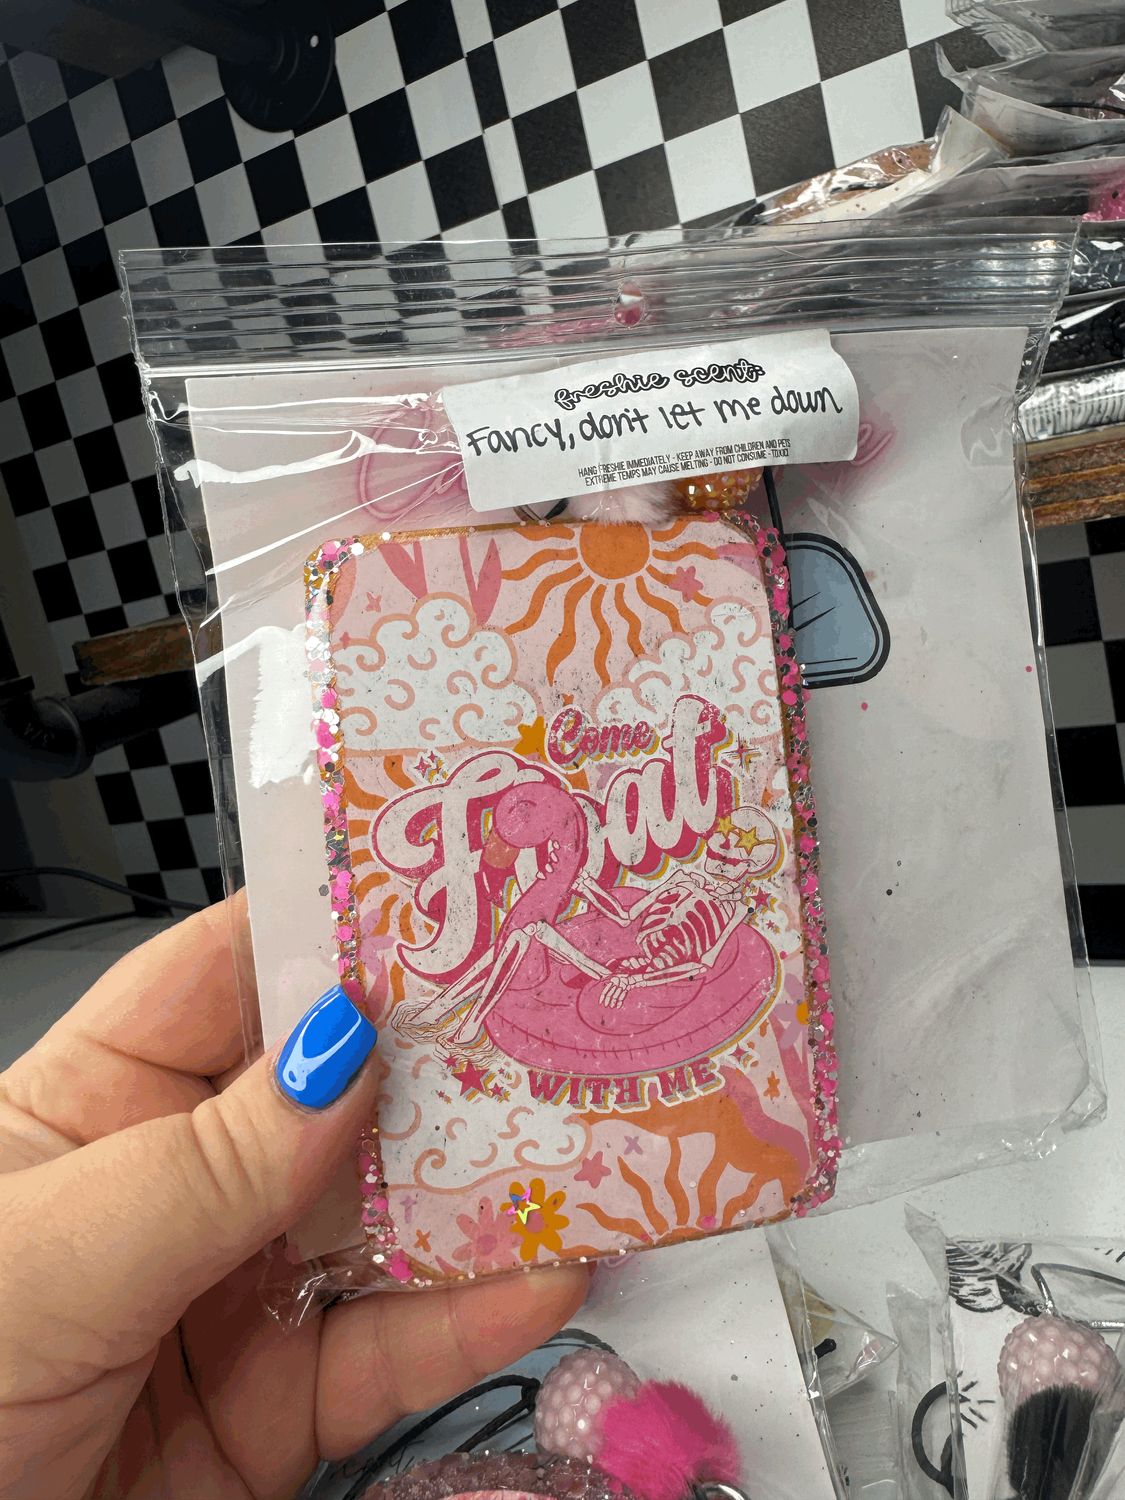 freshie scent:
Fancy, don't let me down
HANG FRESHIE IMMEDIATELY - KEEP AWAY FROM CHILDREN AND PETS
EXTREME TEMPS MAY CAUSE MELTING - DO NOT CONSUME - TOXIC
Come
Float
WITH ME